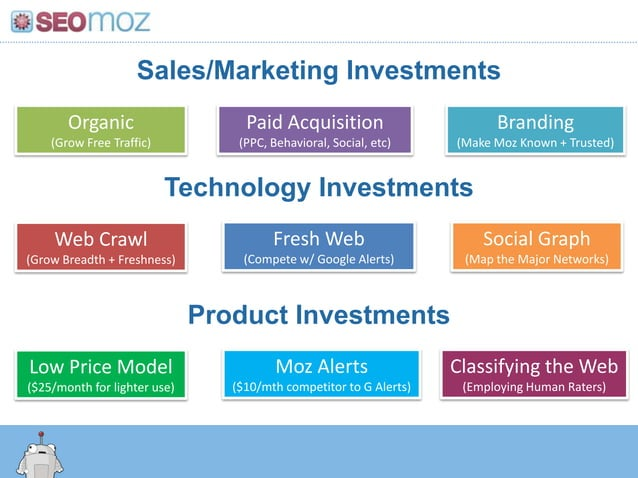 SEOmoz
Sales/Marketing Investments
Organic
(Grow Free Traffic)
Paid Acquisition
(PPC, Behavioral, Social, etc)
Branding
(Make Moz Known + Trusted)
Technology Investments
Web Crawl
(Grow Breadth + Freshness)
Fresh Web
(Compete w/ Google Alerts)
Social Graph
(Map the Major Networks)
Product Investments
Low Price Model
($25/month for lighter use)
Moz Alerts
($10/mth competitor to G Alerts)
Classifying the Web
(Employing Human Raters)